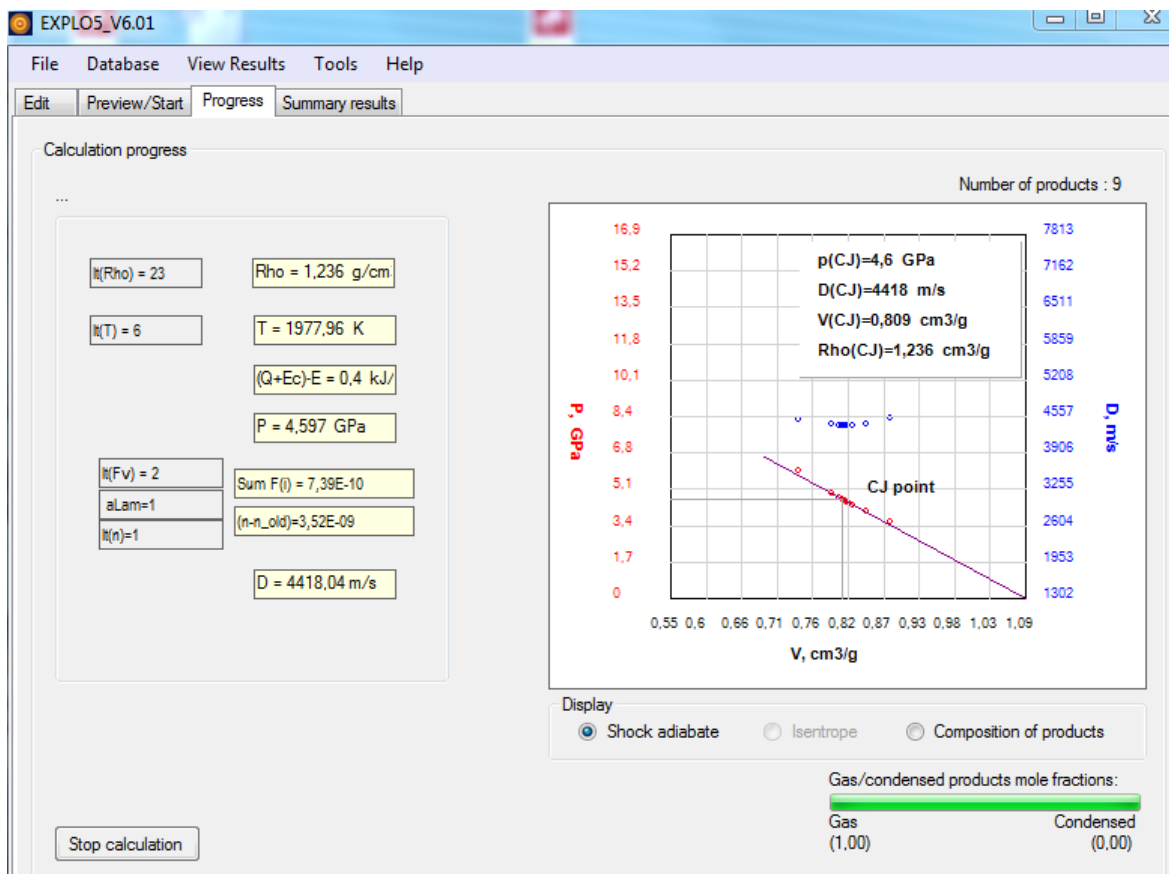 EXPLO5_V6.01
File Database View Results Tools Help
Edit Preview/Start Progress Summary results
Calculation progress
Number of products : 9
...
It(Rho) = 23
Rho = 1,236 g/cm
It(T) = 6
T = 1977,96 K
(Q+Ec)-E = 0,4 kJ/
P = 4,597 GPa
It(Fv) = 2
aLam=1
It(n)=1
Sum F(i) = 7,39E-10
(n-n_old)=3,52E-09
D = 4418,04 m/s
16,9
15,2
13,5
11,8
10,1
8,4
6,8
5,1
3,4
1,7
0
P, GPa
p(CJ)=4,6 GPa
D(CJ)=4418 m/s
V(CJ)=0,809 cm3/g
Rho(CJ)=1,236 cm3/g
CJ point
7813
7162
6511
5859
5208
4557
3906
3255
2604
1953
1302
D, m/s
0,55 0,6 0,66 0,71 0,76 0,82 0,87 0,93 0,98 1,03 1,09
V, cm3/g
Display
Shock adiabate Isentrope Composition of products
Gas/condensed products mole fractions:
Gas Condensed
(1,00) (0,00)
Stop calculation